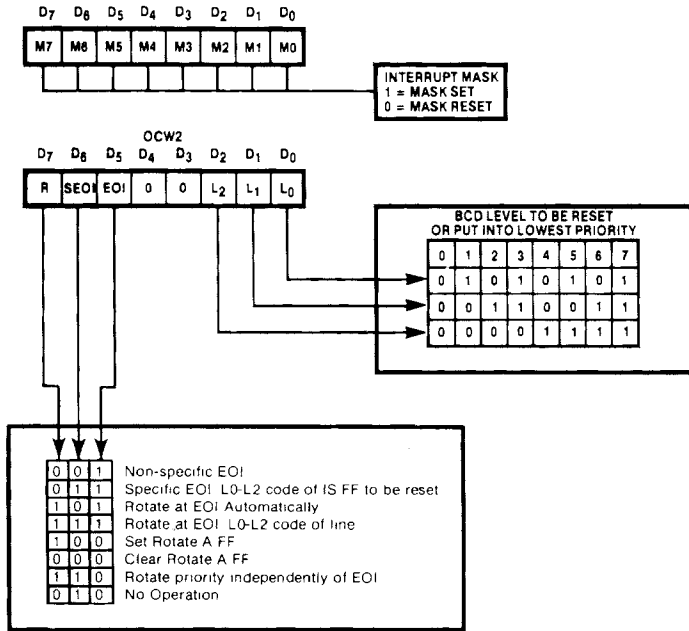 D7 D6 D5 D4 D3 D2 D1 D0
M7 M6 M5 M4 M3 M2 M1 M0
INTERRUPT MASK
1 = MASK SET
0 = MASK RESET
OCW2
D7 D6 D5 D4 D3 D2 D1 D0
R SEOI EOI 0 0 L2 L1 L0
BCD LEVEL TO BE RESET
OR PUT INTO LOWEST PRIORITY
0 1 2 3 4 5 6 7
0 1 0 1 0 1 0 1
0 0 1 1 0 0 1 1
0 0 0 0 1 1 1 1
0 0 1 Non-specific EOI
0 1 1 Specific EOI L0-L2 code of IS FF to be reset
1 0 1 Rotate at EOI Automatically
1 1 1 Rotate at EOI L0-L2 code of line
1 0 0 Set Rotate A FF
0 0 0 Clear Rotate A FF
1 1 0 Rotate priority independently of EOI
0 1 0 No Operation